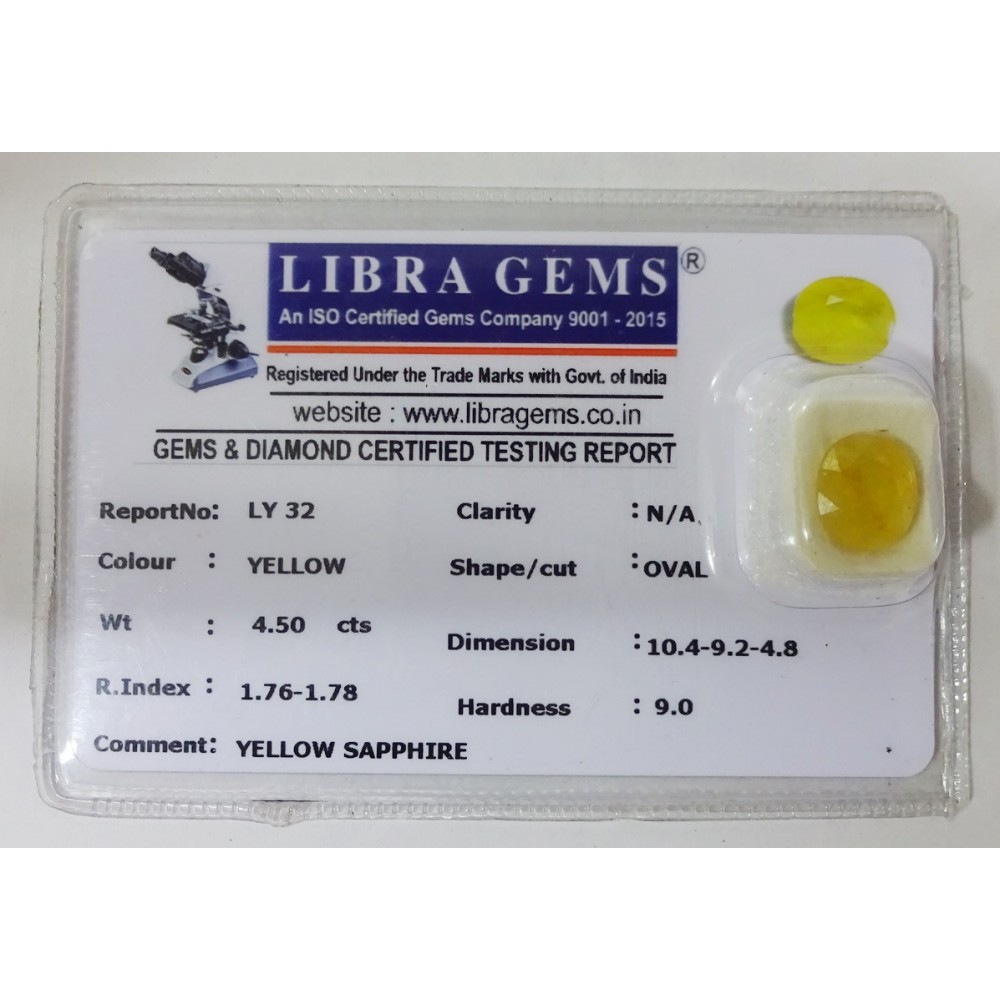 LIBRA GEMS ®
An ISO Certified Gems Company 9001 - 2015
Registered Under the Trade Marks with Govt. of India
website : www.libragems.co.in
GEMS & DIAMOND CERTIFIED TESTING REPORT
ReportNo: LY 32 Clarity : N/A
Colour : YELLOW Shape/cut : OVAL
Wt : 4.50 cts Dimension : 10.4-9.2-4.8
R.Index : 1.76-1.78 Hardness : 9.0
Comment: YELLOW SAPPHIRE